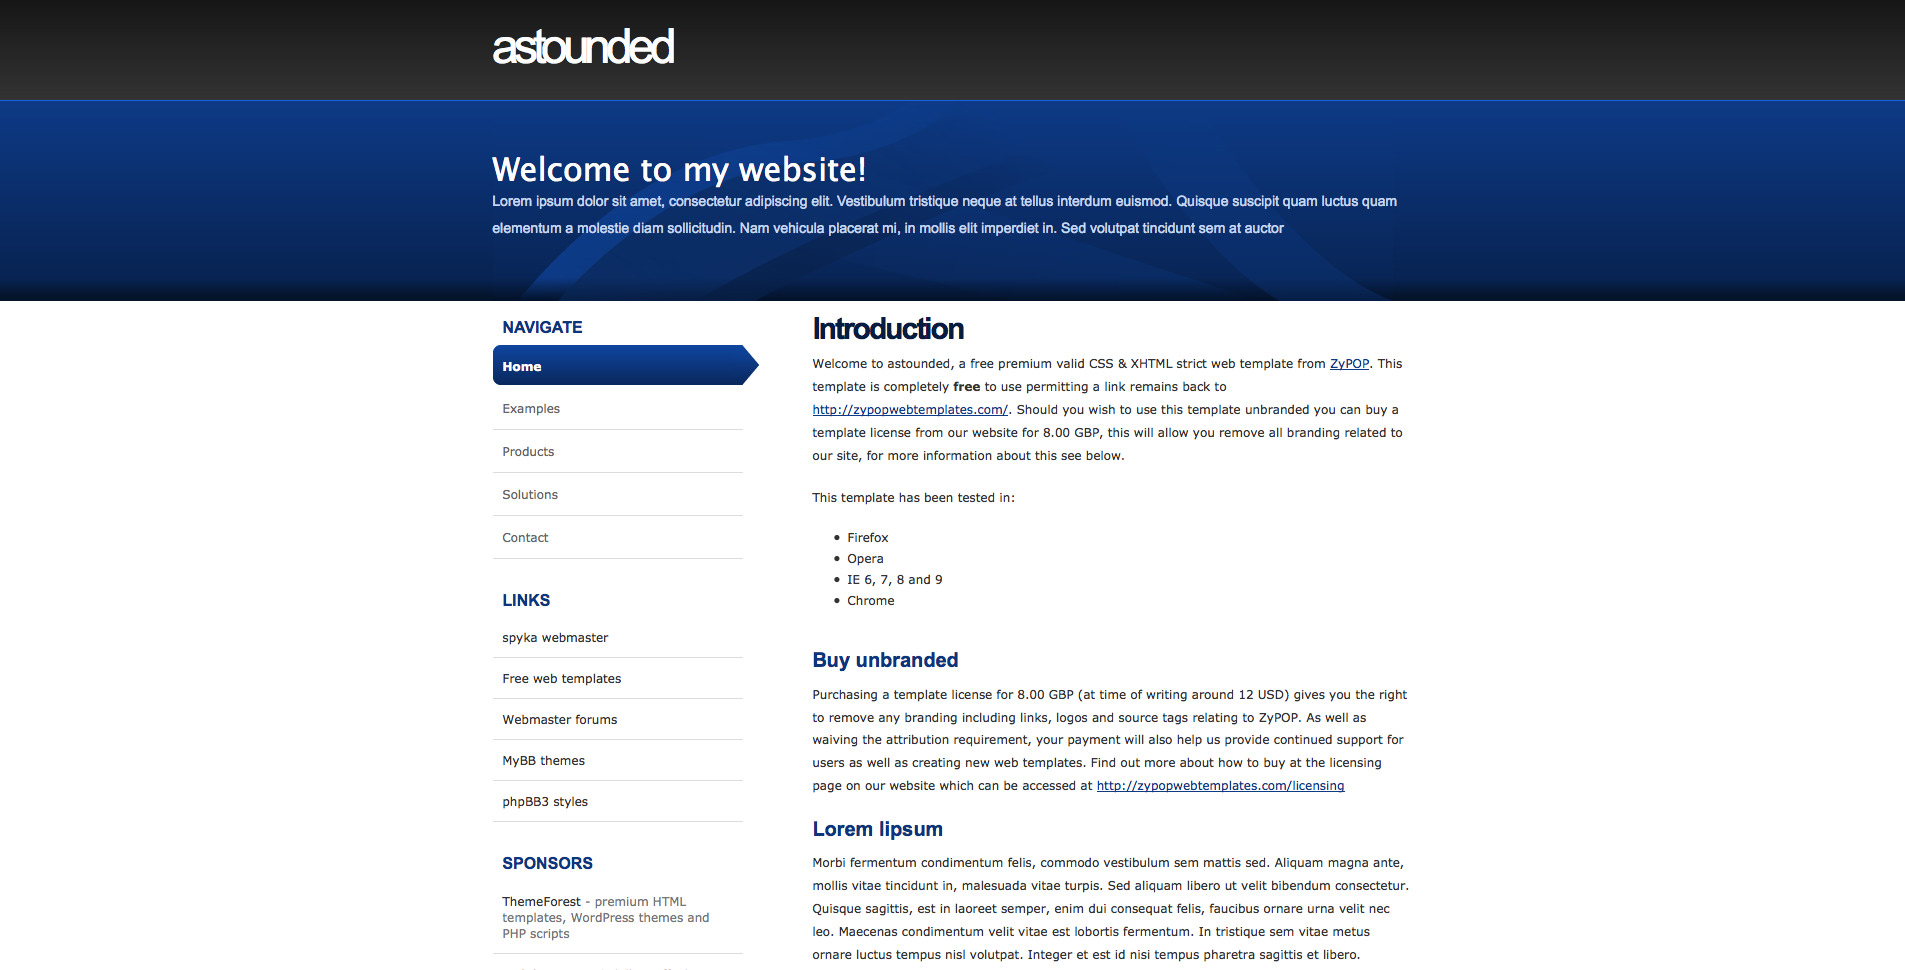 astounded
Welcome to my website!
Lorem ipsum dolor sit amet, consectetur adipiscing elit. Vestibulum tristique neque at tellus interdum euismod. Quisque suscipit quam luctus quam
elementum a molestie diam sollicitudin. Nam vehicula placerat mi, in mollis elit imperdiet in. Sed volutpat tincidunt sem at auctor
NAVIGATE
Home
Examples
Products
Solutions
Contact
LINKS
spyka webmaster
Free web templates
Webmaster forums
MyBB themes
phpBB3 styles
SPONSORS
ThemeForest - premium HTML
templates, WordPress themes and
PHP scripts
Introduction
Welcome to astounded, a free premium valid CSS & XHTML strict web template from ZyPOP. This
template is completely free to use permitting a link remains back to
http://zypopwebtemplates.com/. Should you wish to use this template unbranded you can buy a
template license from our website for 8.00 GBP, this will allow you remove all branding related to
our site, for more information about this see below.
This template has been tested in:
• Firefox
• Opera
• IE 6, 7, 8 and 9
• Chrome
Buy unbranded
Purchasing a template license for 8.00 GBP (at time of writing around 12 USD) gives you the right
to remove any branding including links, logos and source tags relating to ZyPOP. As well as
waiving the attribution requirement, your payment will also help us provide continued support for
users as well as creating new web templates. Find out more about how to buy at the licensing
page on our website which can be accessed at http://zypopwebtemplates.com/licensing
Lorem lipsum
Morbi fermentum condimentum felis, commodo vestibulum sem mattis sed. Aliquam magna ante,
mollis vitae tincidunt in, malesuada vitae turpis. Sed aliquam libero ut velit bibendum consectetur.
Quisque sagittis, est in laoreet semper, enim dui consequat felis, faucibus ornare urna velit nec
leo. Maecenas condimentum velit vitae est lobortis fermentum. In tristique sem vitae metus
ornare luctus tempus nisl volutpat. Integer et est id nisi tempus pharetra sagittis et libero.